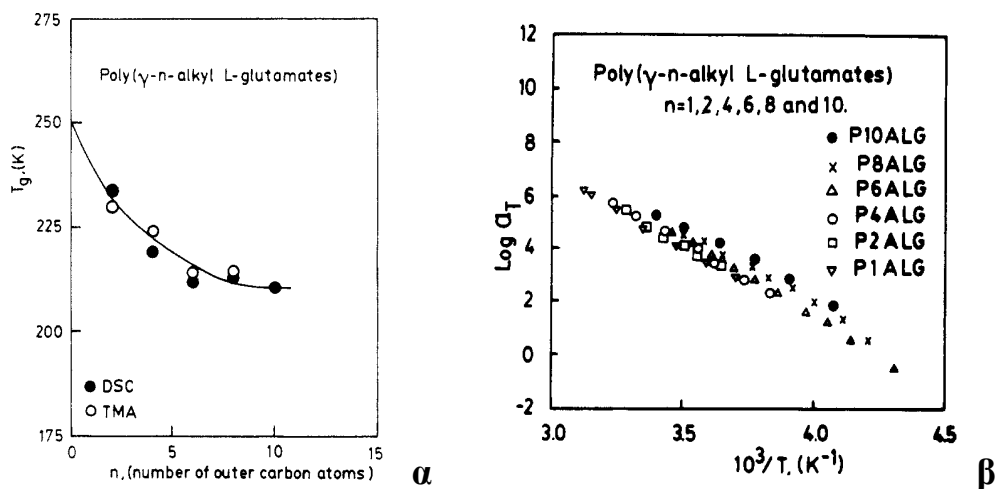 275
250
225
200
175
Tg,(K)
Poly(γ-n-alkyl L-glutamates)
● DSC
○ TMA
0
5
10
15
n,(number of outer carbon atoms)
α
12
10
8
6
4
2
0
-2
Log αT
Poly(γ-n-alkyl L-glutamates)
n=1,2,4,6,8 and 10.
● P10ALG
x P8ALG
△ P6ALG
○ P4ALG
□ P2ALG
▽ P1ALG
3.0
3.5
4.0
4.5
10³/T, (K⁻¹)
β